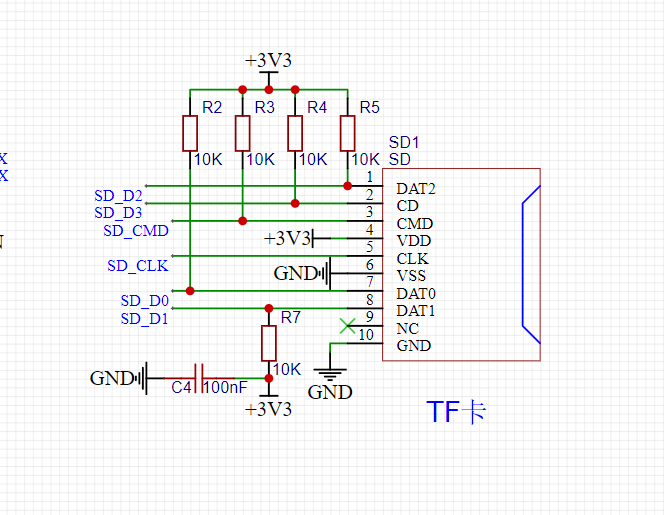 +3V3
R2 R3 R4 R5
10K 10K 10K 10K
SD1
SD
X
X
SD_D2
SD_D3
SD_CMD
+3V3
SD_CLK
GND
SD_D0
SD_D1
1 DAT2
2 CD
3 CMD
4 VDD
5 CLK
6 VSS
7 DAT0
8 DAT1
9 NC
10 GND
R7
10K
GND
C4 100nF
+3V3
GND
TF卡